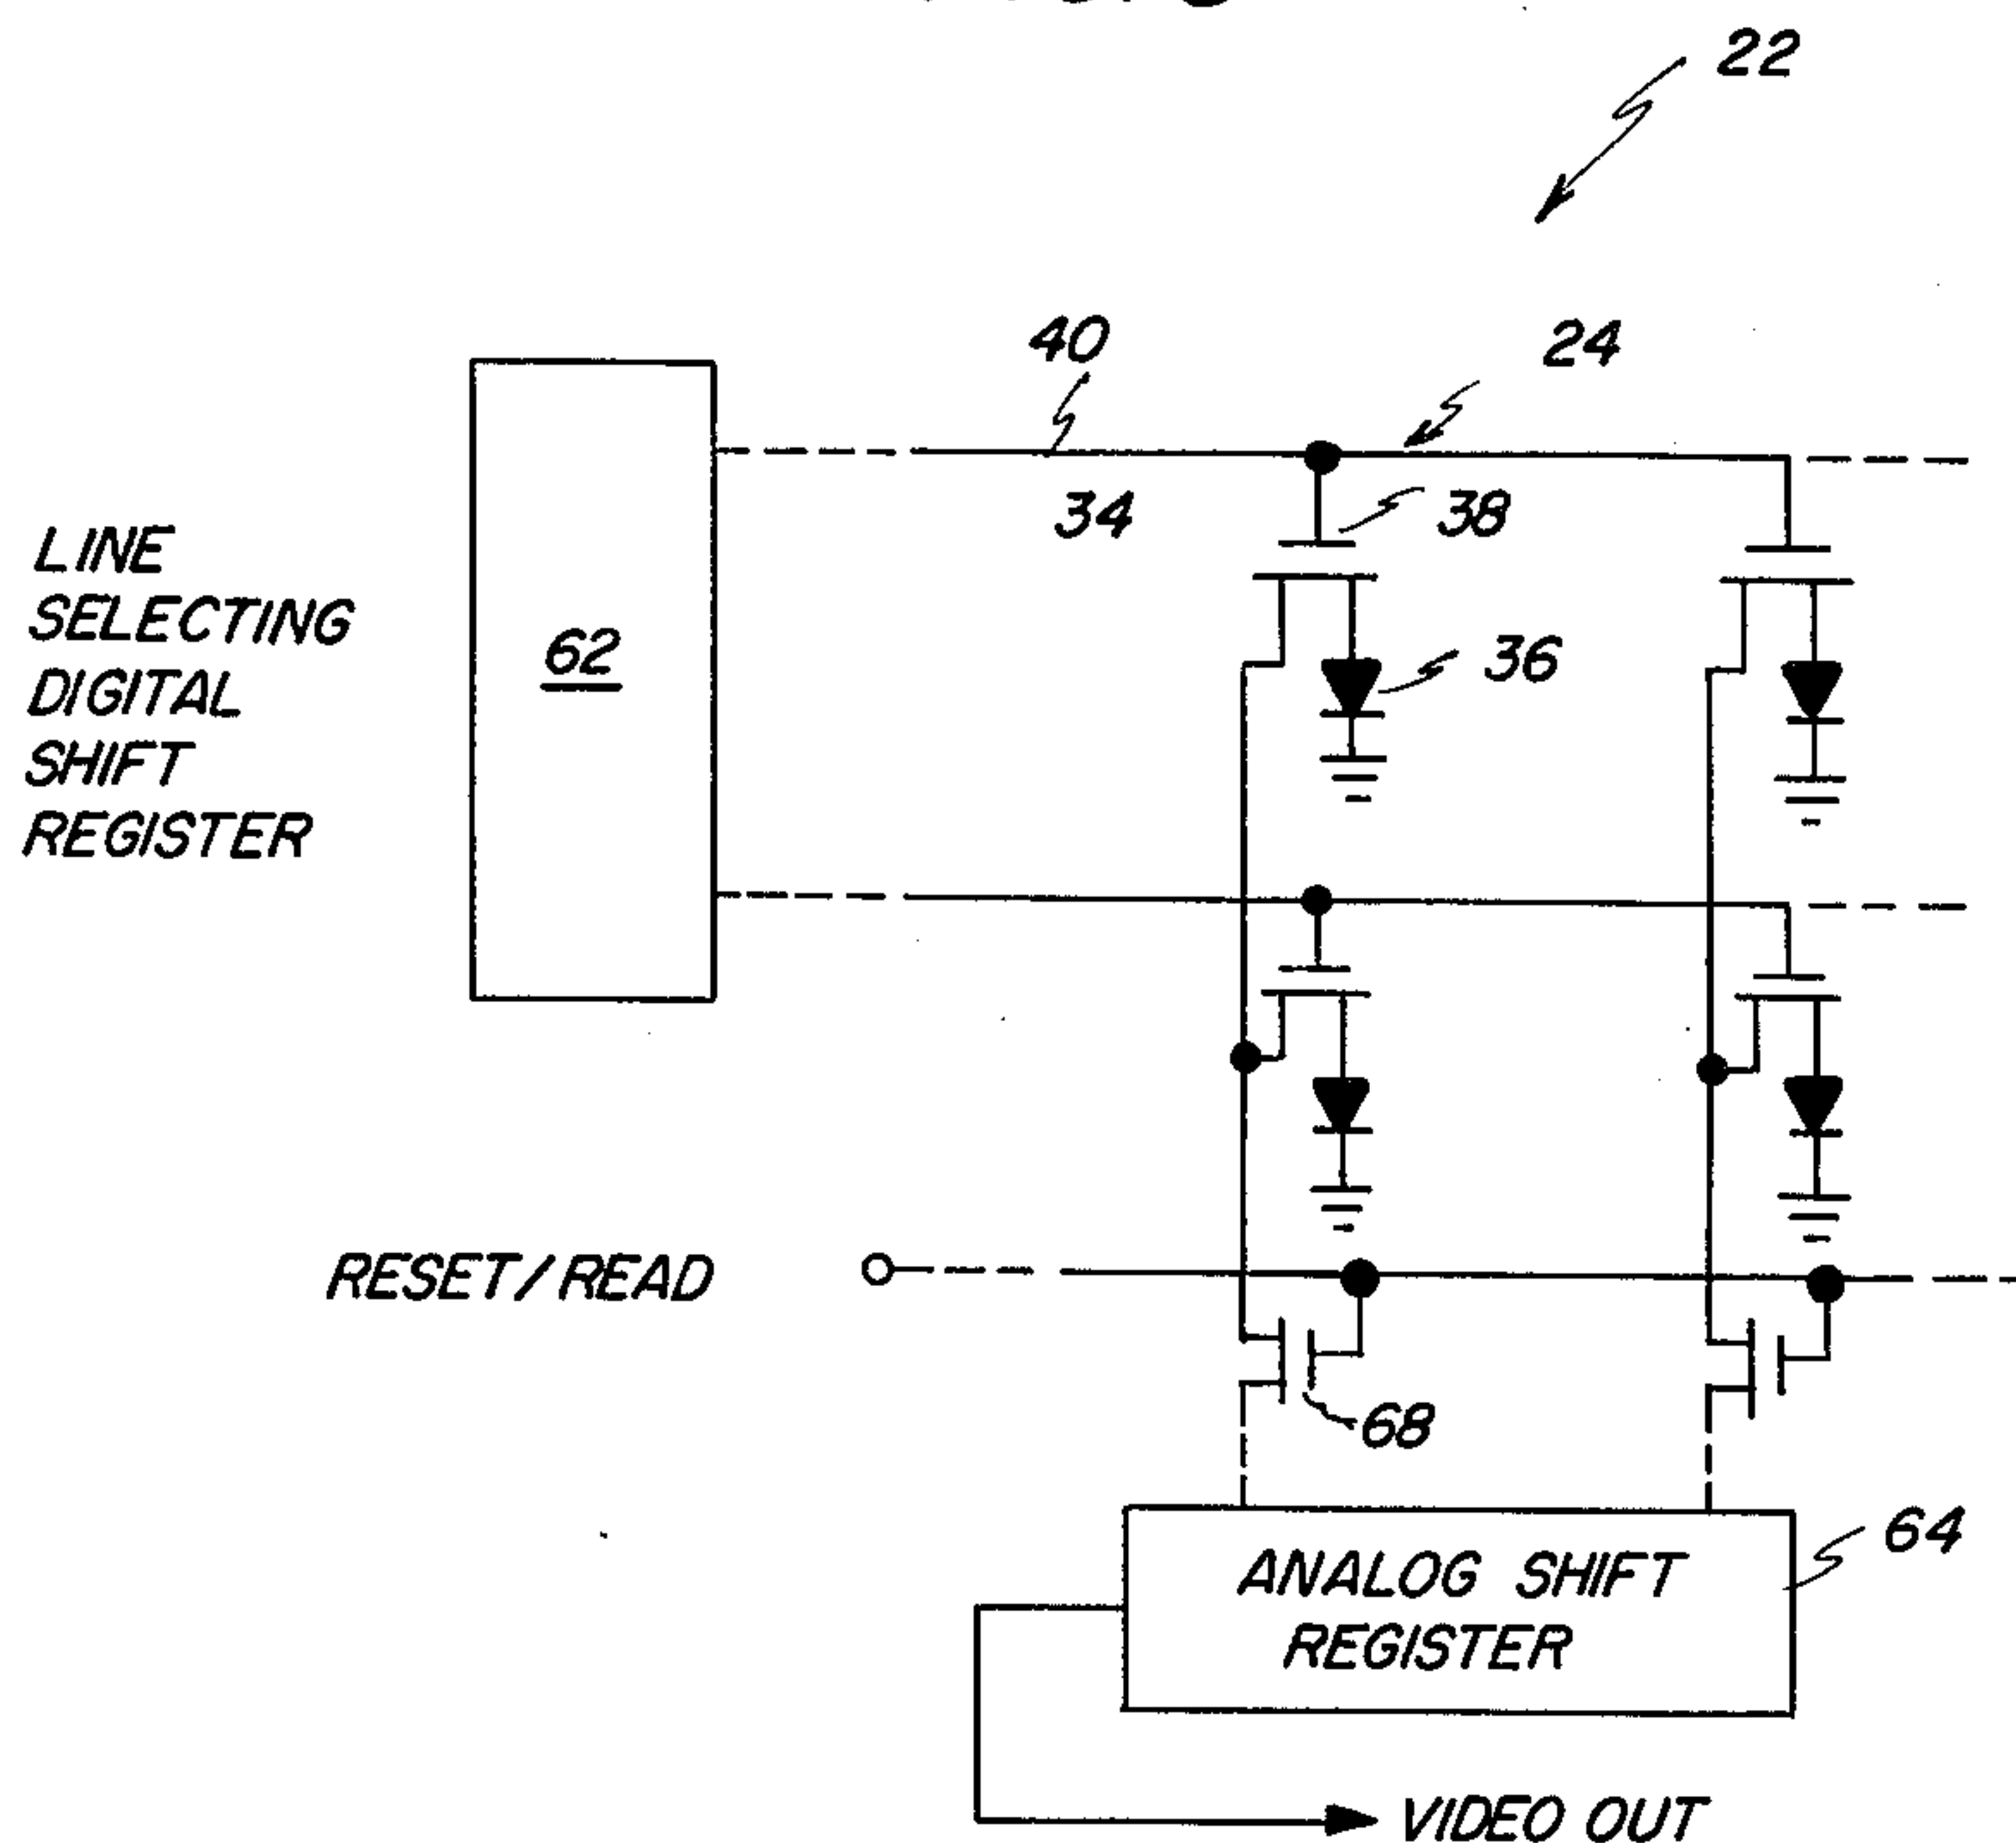 22
40
24
34
38
LINE
SELECTING
DIGITAL
SHIFT
REGISTER
62
36
RESET/READ
68
64
ANALOG SHIFT
REGISTER
VIDEO OUT